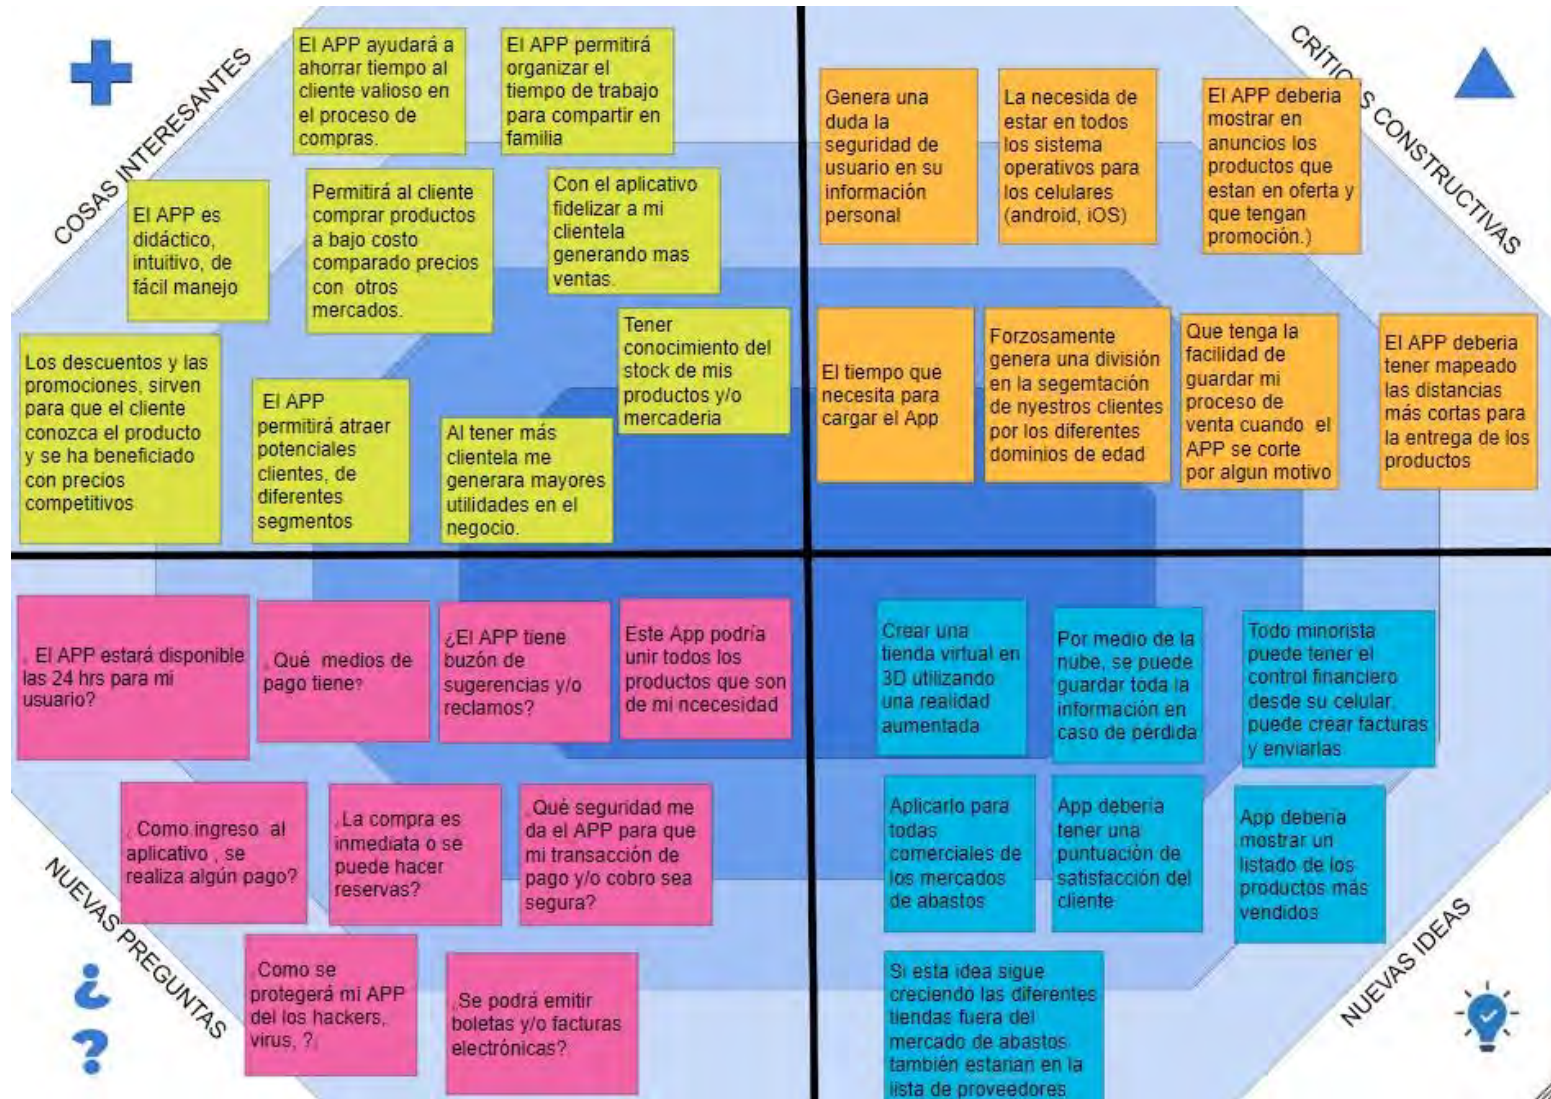 COSAS INTERESANTES
El APP ayudará a
ahorrar tiempo al
cliente valioso en
el proceso de
compras.
El APP permitirá
organizar el
tiempo de trabajo
para compartir en
familia
El APP es
didáctico,
intuitivo, de
fácil manejo
Permitirá al cliente
comprar productos
a bajo costo
comparado precios
con otros
mercados.
Con el aplicativo
fidelizar a mi
clientela
generando mas
ventas.
Los descuentos y las
promociones, sirven
para que el cliente
conozca el producto
y se ha beneficiado
con precios
competitivos
El APP
permitirá atraer
potenciales
clientes, de
diferentes
segmentos
Al tener más
clientela me
generara mayores
utilidades en el
negocio.
Tener
conocimiento del
stock de mis
productos y/o
mercaderia
CRÍTICAS CONSTRUCTIVAS
Genera una
duda la
seguridad de
usuario en su
información
personal
La necesida de
estar en todos
los sistema
operativos para
los celulares
(android, iOS)
El APP deberia
mostrar en
anuncios los
productos que
estan en oferta y
que tengan
promoción.)
El tiempo que
necesita para
cargar el App
Forzosamente
genera una división
en la segemtación
de nyestros clientes
por los diferentes
dominios de edad
Que tenga la
facilidad de
guardar mi
proceso de
venta cuando el
APP se corte
por algun motivo
El APP deberia
tener mapeado
las distancias
más cortas para
la entrega de los
productos
NUEVAS PREGUNTAS
¿ El APP estará disponible
las 24 hrs para mi
usuario?
¿Qué medios de
pago tiene?
¿El APP tiene
buzón de
sugerencias y/o
reclamos?
Este App podría
unir todos los
productos que son
de mi ncecesidad
¿ Como ingreso al
aplicativo , se
realiza algún pago?
¿La compra es
inmediata o se
puede hacer
reservas?
¿Qué seguridad me
da el APP para que
mi transacción de
pago y/o cobro sea
segura?
¿Como se
protegerá mi APP
del los hackers,
virus, ?
¿Se podrá emitir
boletas y/o facturas
electrónicas?
¿
?
NUEVAS IDEAS
Crear una
tienda virtual en
3D utilizando
una realidad
aumentada
Por medio de la
nube, se puede
guardar toda la
información en
caso de pérdida
Todo minorista
puede tener el
control financiero
desde su celular,
puede crear facturas
y enviarlas
Aplicarlo para
todas
comerciales de
los mercados
de abastos
App debería
tener una
puntuación de
satisfacción del
cliente
App debería
mostrar un
listado de los
productos más
vendidos
Si esta idea sigue
creciendo las diferentes
tiendas fuera del
mercado de abastos
también estarian en la
lista de proveedores